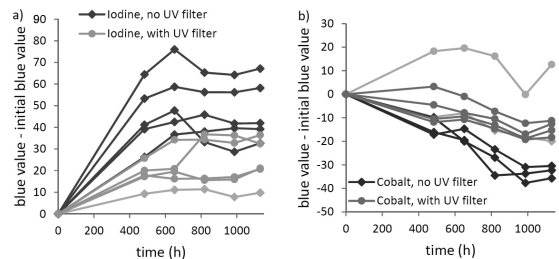 a)
Iodine, no UV filter
Iodine, with UV filter
blue value - initial blue value
90
80
70
60
50
40
30
20
10
0
0 200 400 600 800 1000
time (h)
b)
blue value - initial blue value
30
20
10
0
-10
-20
-30
-40
-50
Cobalt, no UV filter
Cobalt, with UV filter
0 200 400 600 800 1000
time (h)